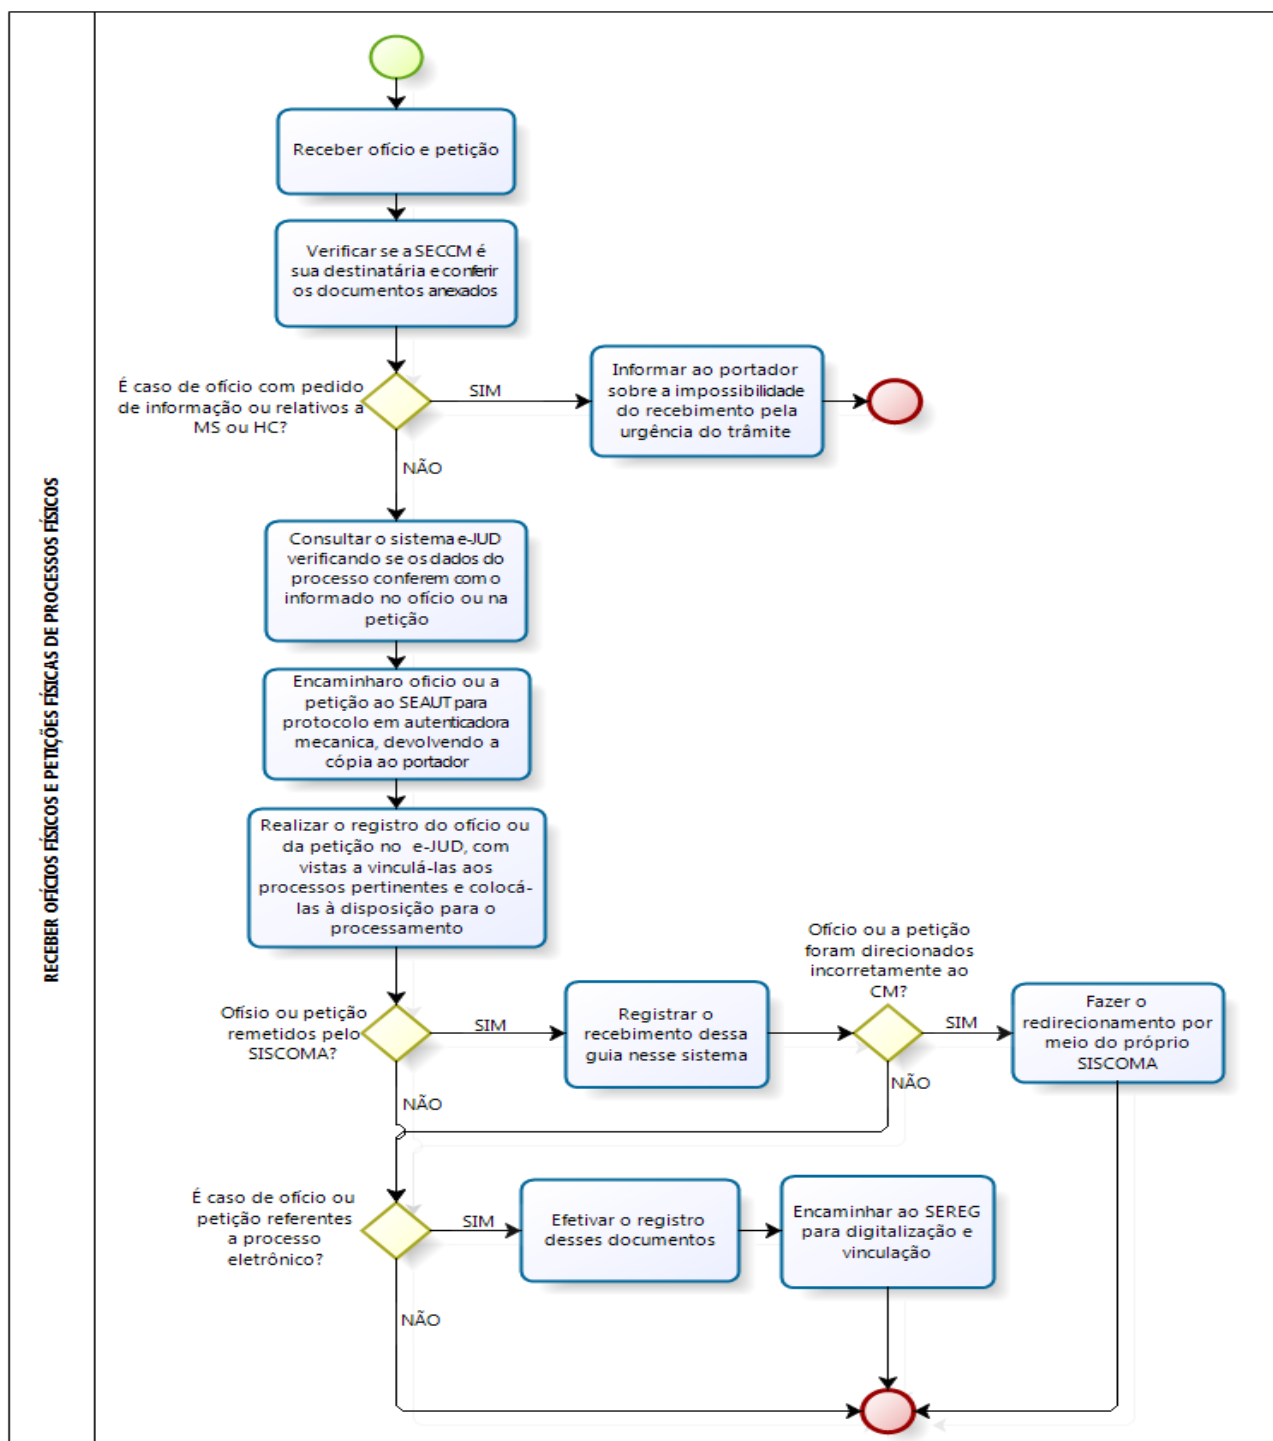 RECEBER OFÍCIOS FÍSICOS E PETIÇÕES FÍSICAS DE PROCESSOS FÍSICOS
Receber ofício e petição
Verificar se a SECCM é
sua destinatária e conferir
os documentos anexados
É caso de ofício com pedido
de informação ou relativos a
MS ou HC?
SIM
Informar ao portador
sobre a impossibilidade
do recebimento pela
urgência do trâmite
NÃO
Consultar o sistema e-JUD
verificando se os dados do
processo conferem com o
informado no ofício ou na
petição
Encaminharo oficio ou a
petição ao SEAUT para
protocolo em autenticadora
mecanica, devolvendo a
cópia ao portador
Realizar o registro do ofício ou
da petição no e-JUD, com
vistas a vinculá-las aos
processos pertinentes e colocá-
las à disposição para o
processamento
Ofísio ou petição
remetidos pelo
SISCOMA?
SIM
Registrar o
recebimento dessa
guia nesse sistema
Ofício ou a petição
foram direcionados
incorretamente ao
CM?
SIM
Fazer o
redirecionamento por
meio do próprio
SISCOMA
NÃO
NÃO
É caso de ofício ou
petição referentes
a processo
eletrônico?
SIM
Efetivar o registro
desses documentos
Encaminhar ao SEREG
para digitalização e
vinculação
NÃO